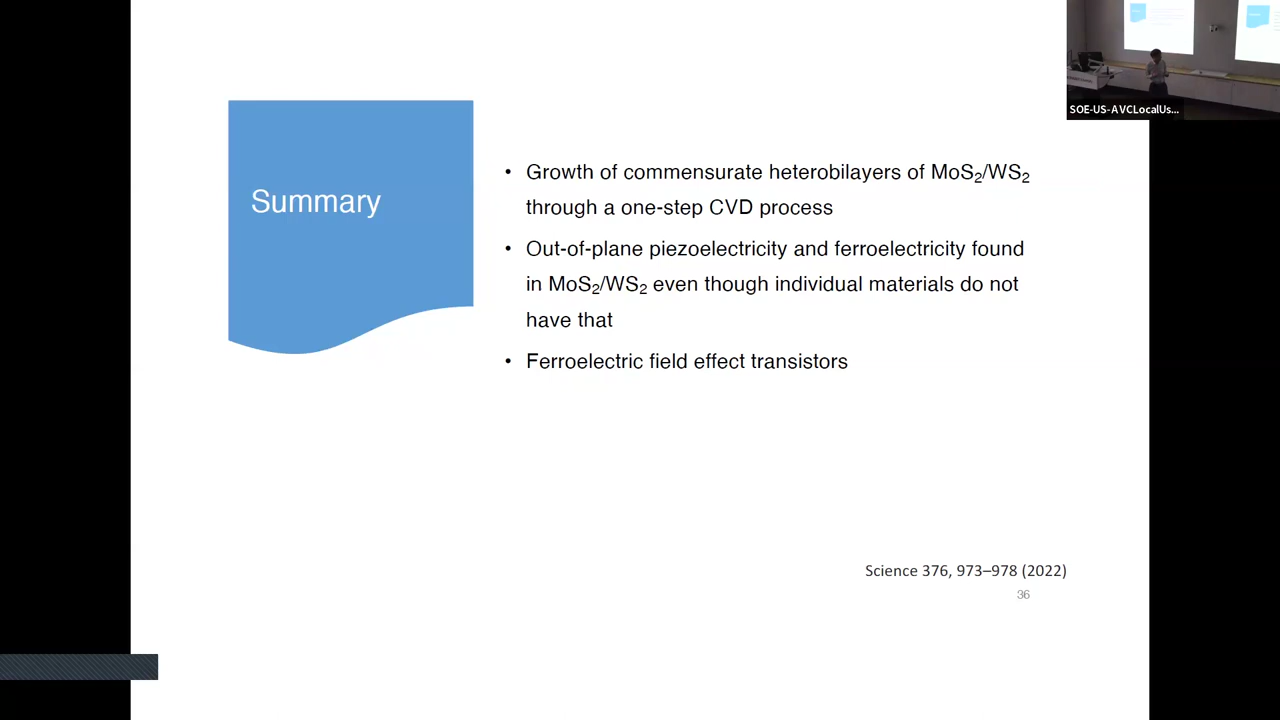 SOE-US-AVCLocalUs...
Summary
• Growth of commensurate heterobilayers of MoS₂/WS₂
through a one-step CVD process
• Out-of-plane piezoelectricity and ferroelectricity found
in MoS₂/WS₂ even though individual materials do not
have that
• Ferroelectric field effect transistors
Science 376, 973–978 (2022)
36